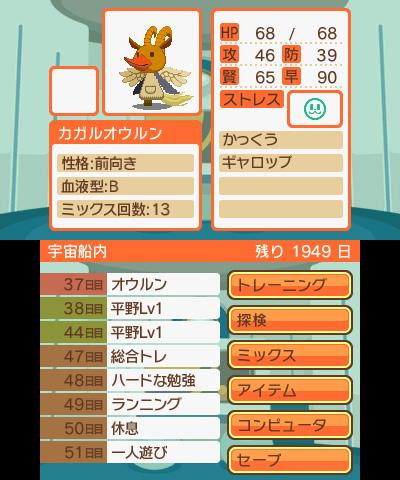 HP 68 / 68
攻 46 防 39
賢 65 早 90
ストレス
カガルオウルン
性格:前向き
血液型:B
ミックス回数:13
かっくう
ギャロップ
宇宙船内 残り 1949 日
37日目 オウルン
38日目 平野Lv1
44日目 平野Lv1
47日目 総合トレ
48日目 ハードな勉強
49日目 ランニング
50日目 休息
51日目 一人遊び
トレーニング
探検
ミックス
アイテム
コンピュータ
セーブ